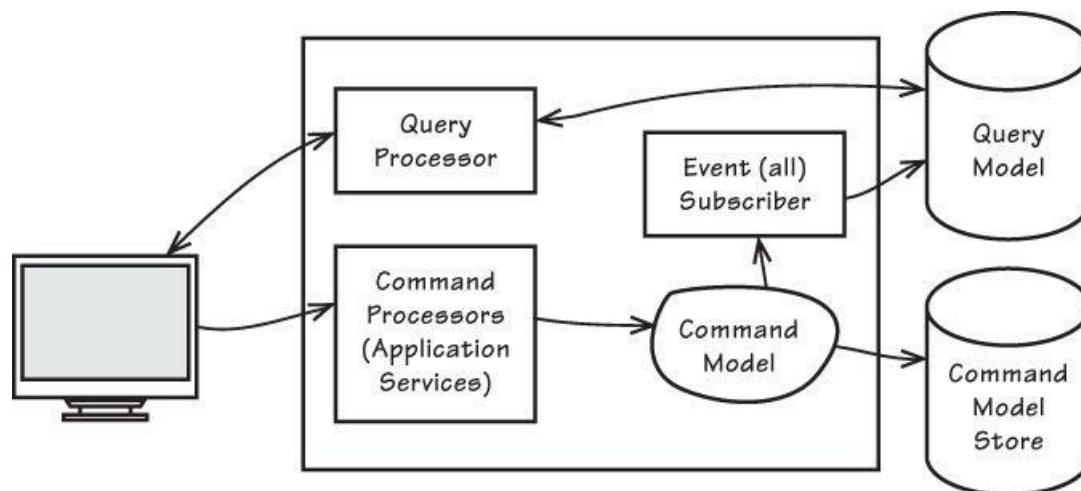 Query
Processor
Event (all)
Subscriber
Query
Model
Command
Processors
(Application
Services)
Command
Model
Command
Model
Store